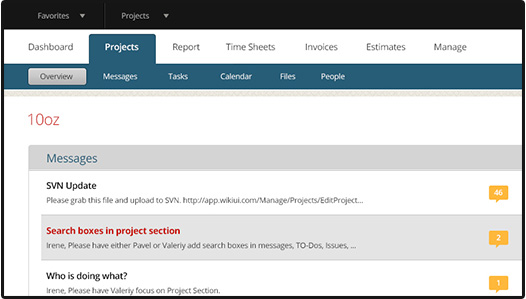 Favorites Projects
Dashboard Projects Report Time Sheets Invoices Estimates Manage
Overview Messages Tasks Calendar Files People
10oz
Messages
SVN Update
46
Please grab this file and upload to SVN. http://app.wikiui.com/Manage/Projects/EditProject...
Search boxes in project section
2
Irene, Please have either Pavel or Valeriy add search boxes in messages, TO-Dos, Issues, ...
Who is doing what?
1
Irene, Please have Valeriy focus on Project Section.